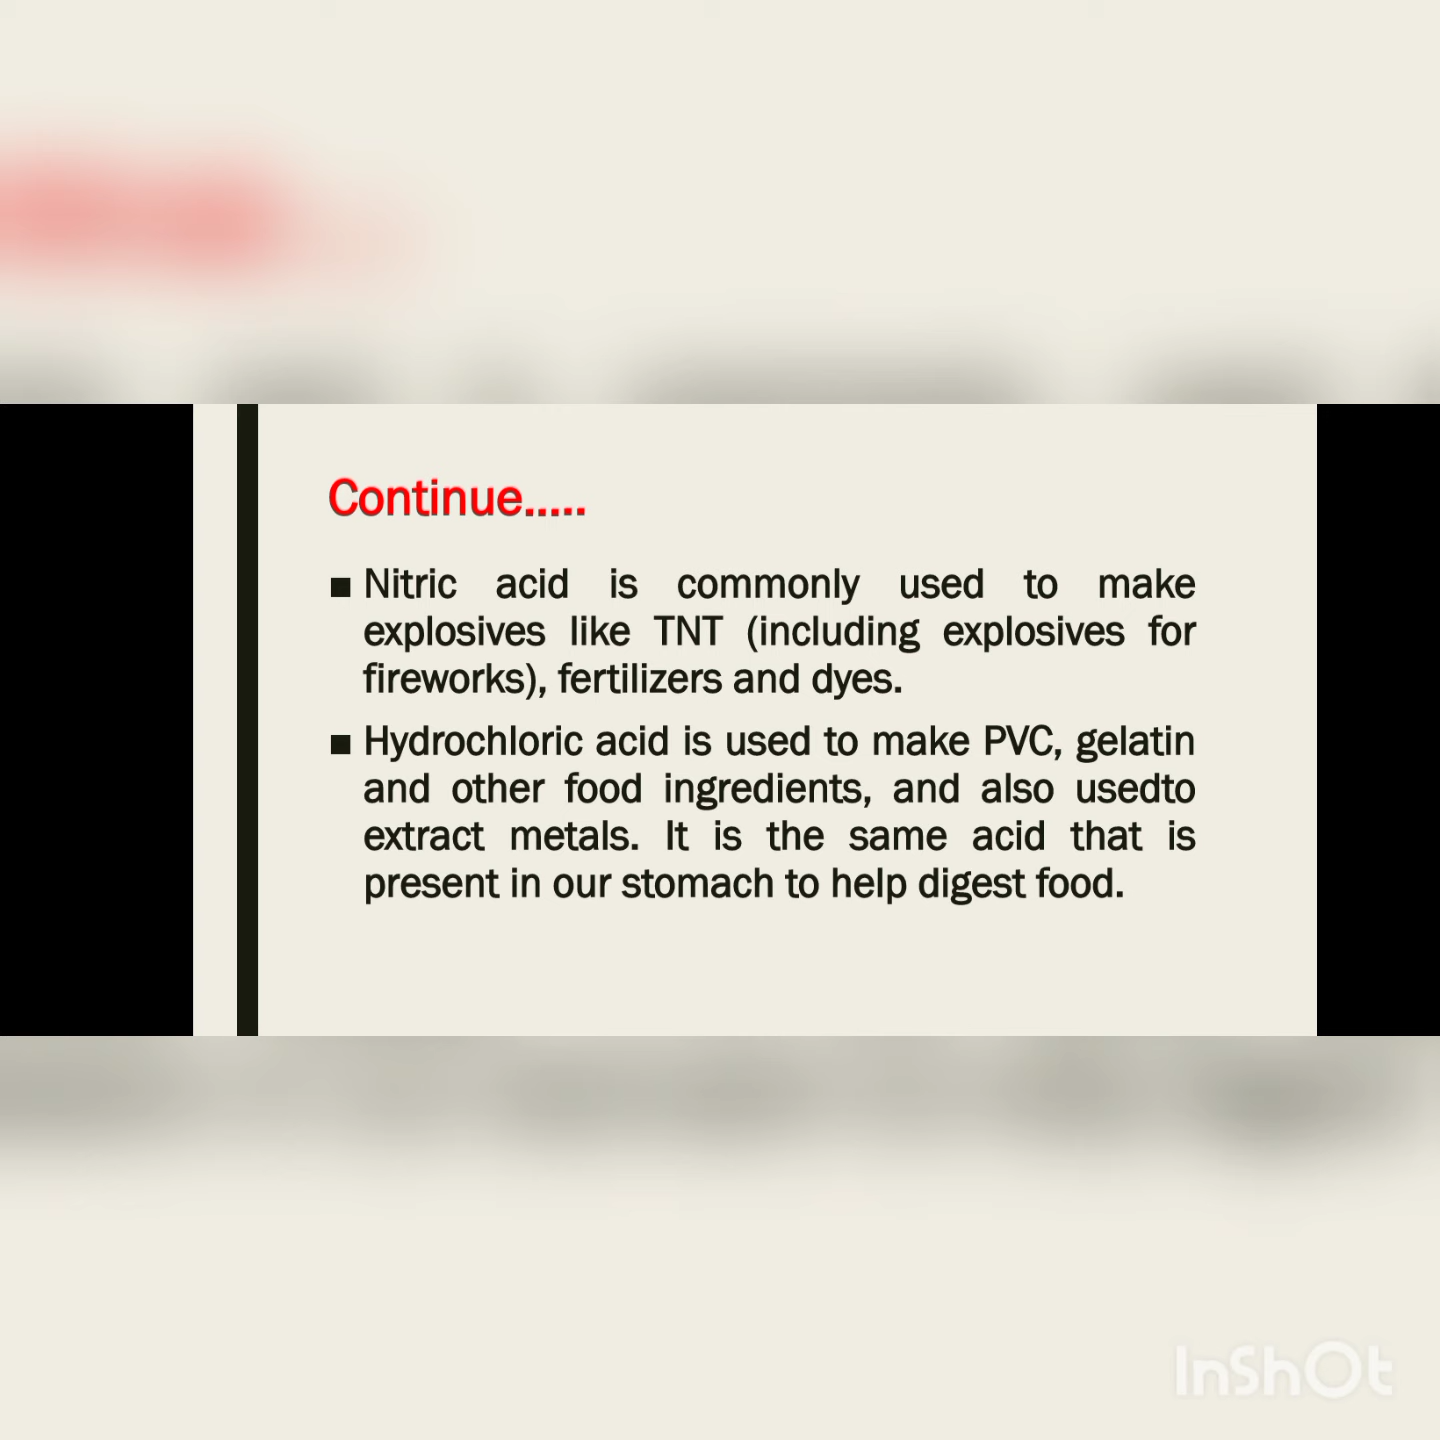 Continue.....
■ Nitric acid is commonly used to make
explosives like TNT (including explosives for
fireworks), fertilizers and dyes.
■ Hydrochloric acid is used to make PVC, gelatin
and other food ingredients, and also usedto
extract metals. It is the same acid that is
present in our stomach to help digest food.
InShOt